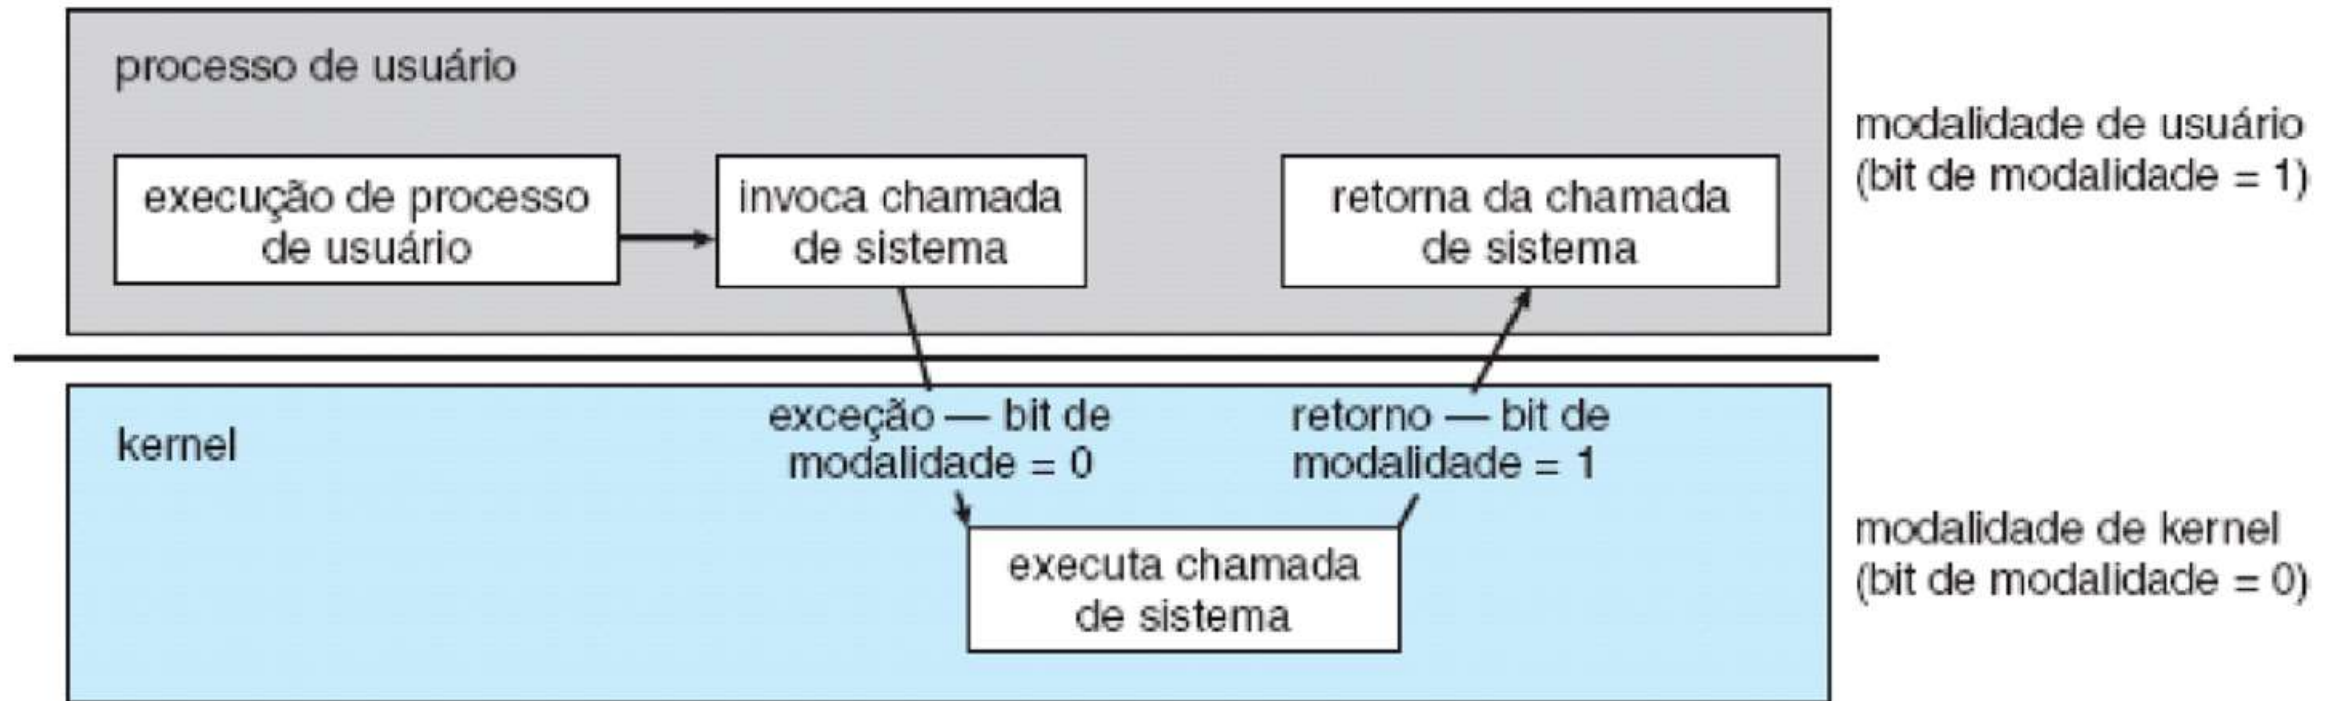 processo de usuário
execução de processo
de usuário
invoca chamada
de sistema
retorna da chamada
de sistema
modalidade de usuário
(bit de modalidade = 1)
kernel
exceção — bit de
modalidade = 0
retorno — bit de
modalidade = 1
executa chamada
de sistema
modalidade de kernel
(bit de modalidade = 0)